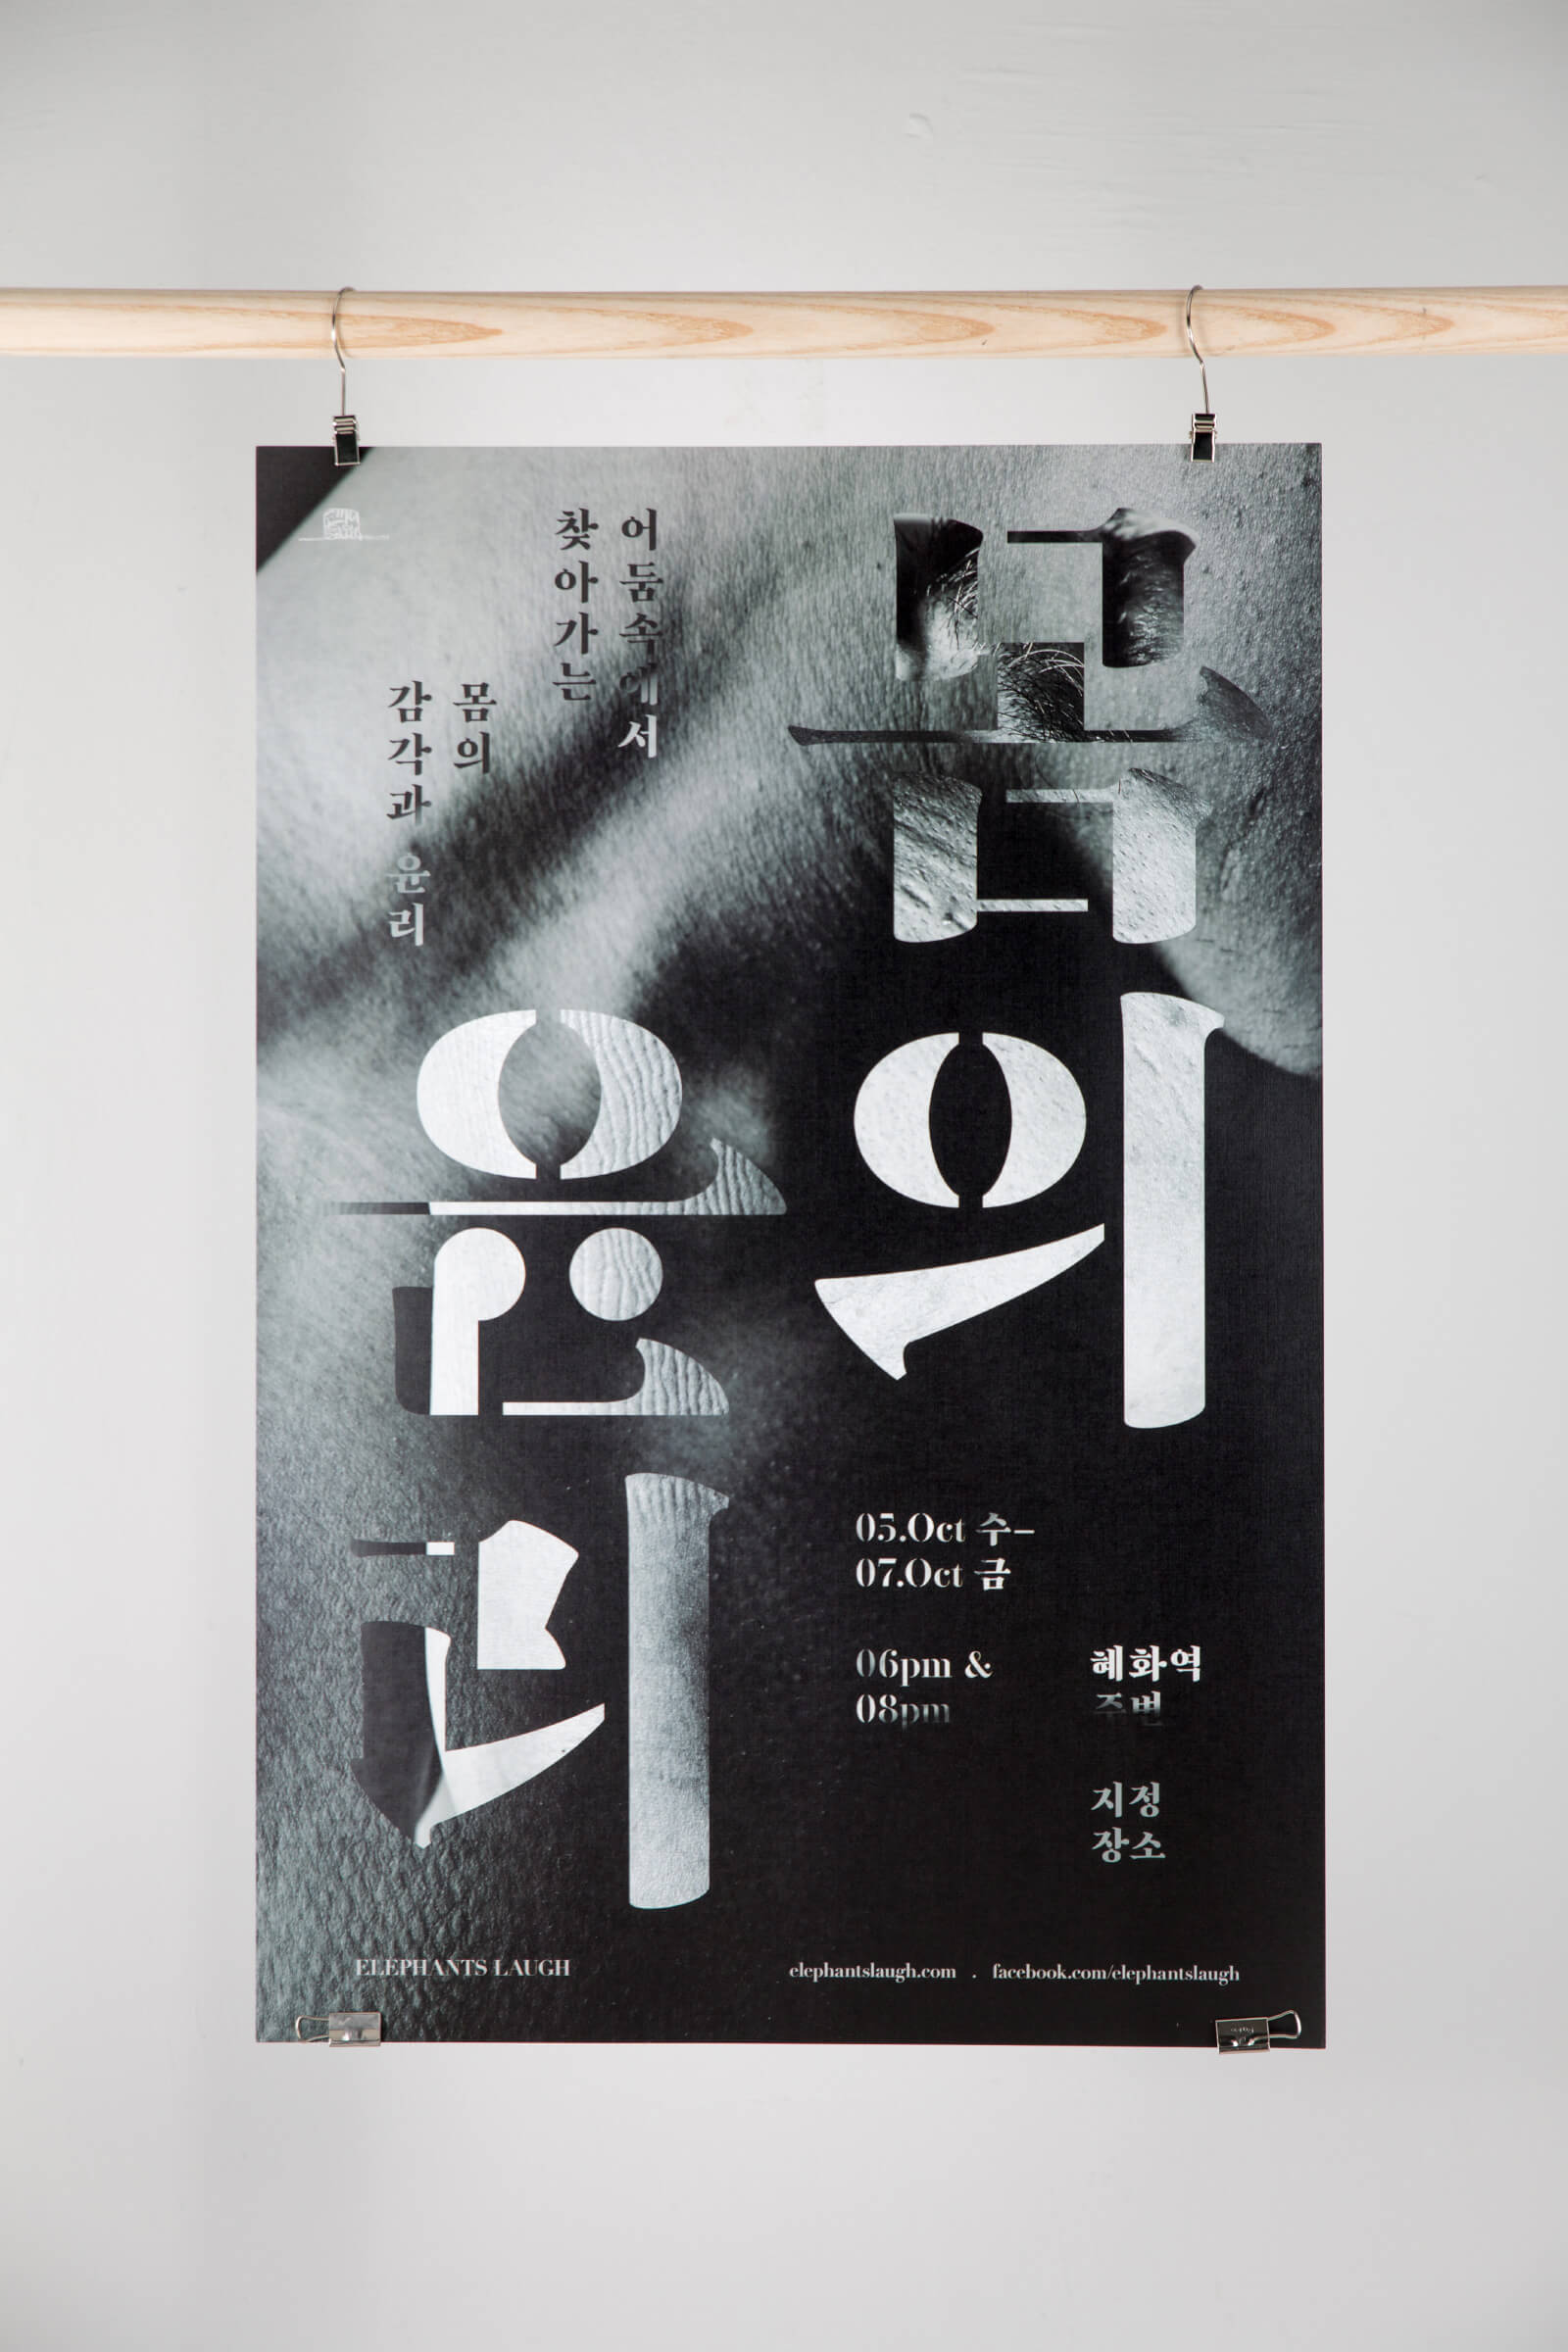 어둠속에서
찾아가는
몸의
감각과 윤리
몸의
윤리
05.Oct 수–
07.Oct 금
06pm &
08pm
혜화역
주변
지정
장소
ELEPHANTS LAUGH
elephantslaugh.com . facebook.com/elephantslaugh